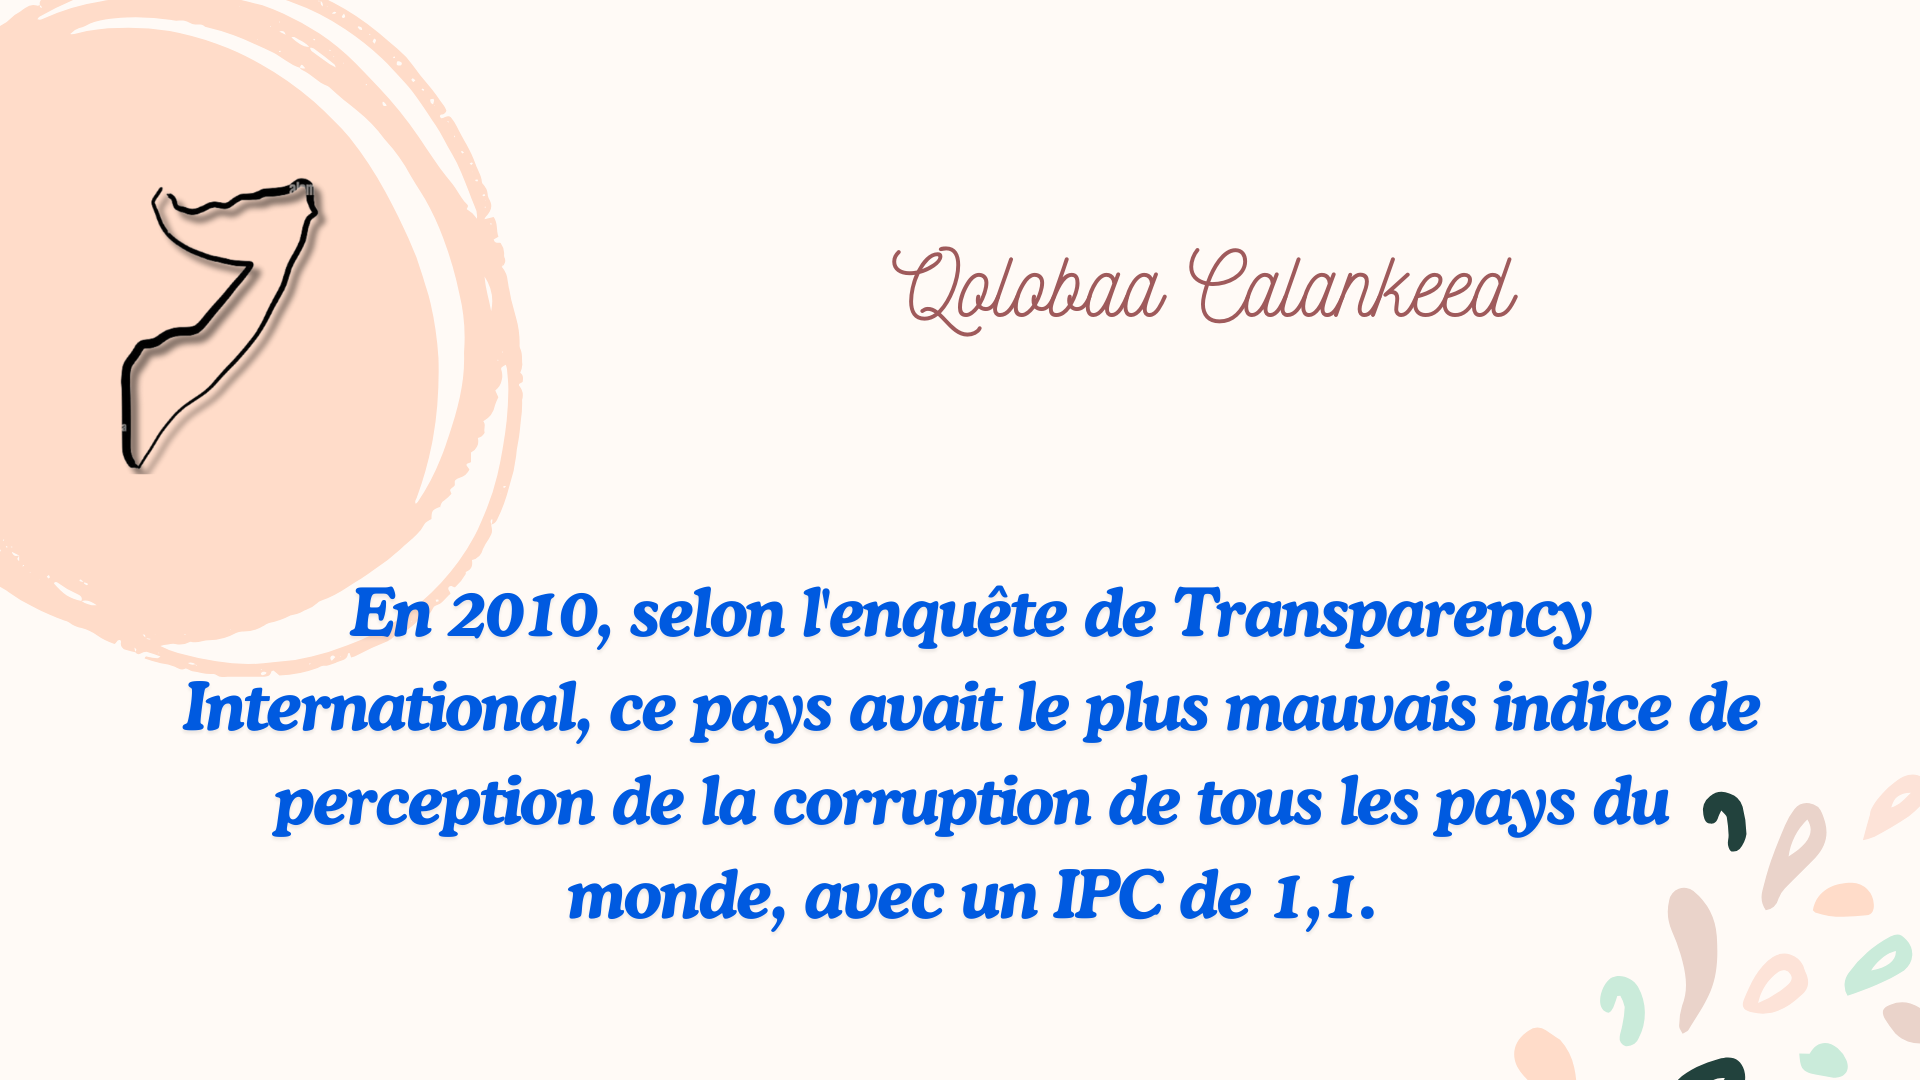 Qolobaa Calankeed
En 2010, selon l'enquête de Transparency
International, ce pays avait le plus mauvais indice de
perception de la corruption de tous les pays du
monde, avec un IPC de 1,1.